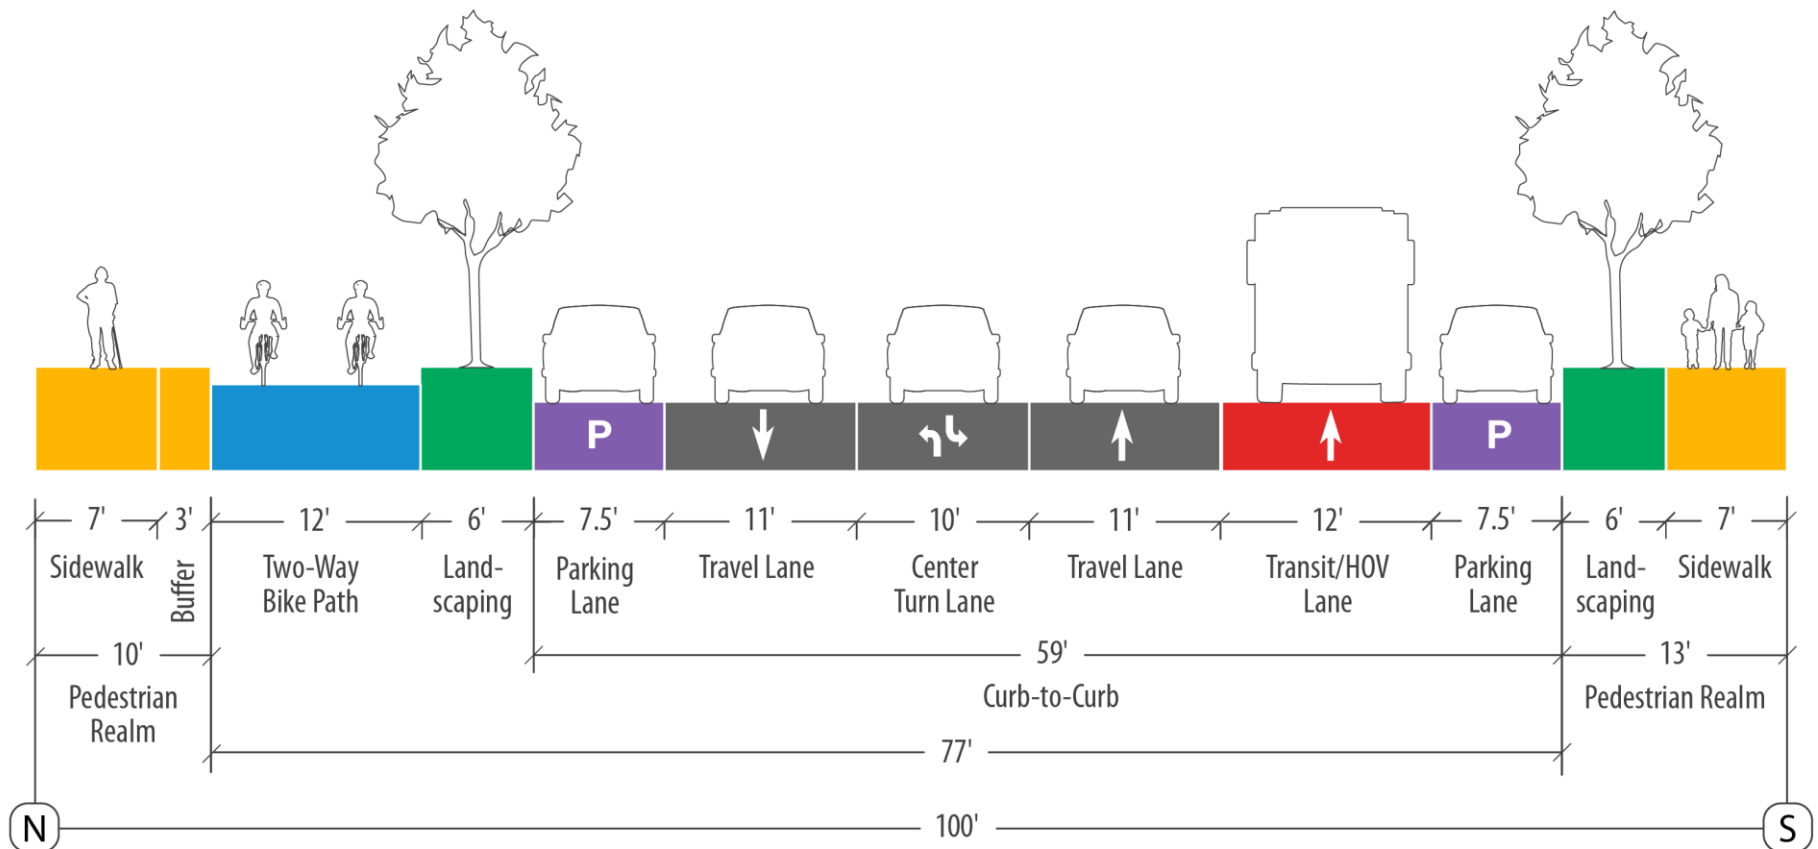 P
P
7'
3'
12'
6'
7.5'
11'
10'
11'
12'
7.5'
6'
7'
Sidewalk
Buffer
Two-Way
Bike Path
Land-
scaping
Parking
Lane
Travel Lane
Center
Turn Lane
Travel Lane
Transit/HOV
Lane
Parking
Lane
Land-
scaping
Sidewalk
10'
59'
13'
Pedestrian
Realm
Curb-to-Curb
Pedestrian Realm
77'
N
100'
S